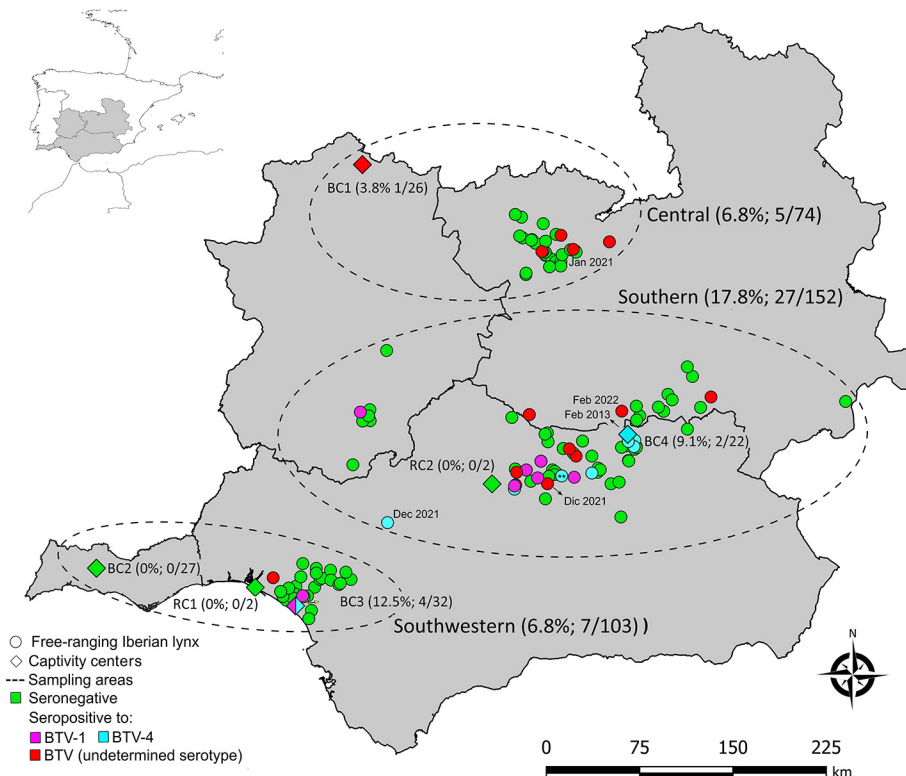 BC1 (3.8% 1/26)
Central (6.8%; 5/74)
Jan 2021
Southern (17.8%; 27/152)
Feb 2022
Feb 2013
BC4 (9.1%; 2/22)
RC2 (0%; 0/2)
Dic 2021
Dec 2021
BC2 (0%; 0/27)
RC1 (0%; 0/2)
BC3 (12.5%; 4/32)
Southwestern (6.8%; 7/103) )
Free-ranging Iberian lynx
Captivity centers
Sampling areas
Seronegative
Seropositive to:
BTV-1 BTV-4
BTV (undetermined serotype)
N
0 75 150 225
km